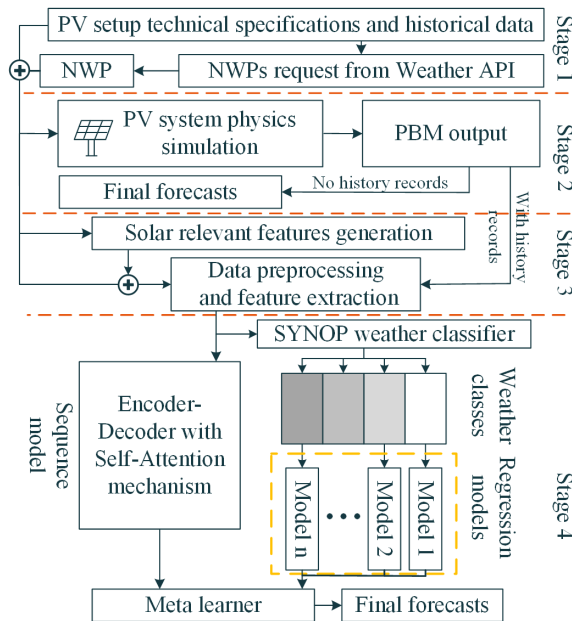 PV setup technical specifications and historical data
NWP
NWPs request from Weather API
Stage 1
PV system physics
simulation
PBM output
No history records
Final forecasts
With history
records
Stage 2
Solar relevant features generation
Data preprocessing
and feature extraction
Stage 3
SYNOP weather classifier
Weather
classes
Sequence
model
Encoder-
Decoder with
Self-Attention
mechanism
Model n
Model 2
Model 1
Regression
models
Stage 4
Meta learner
Final forecasts